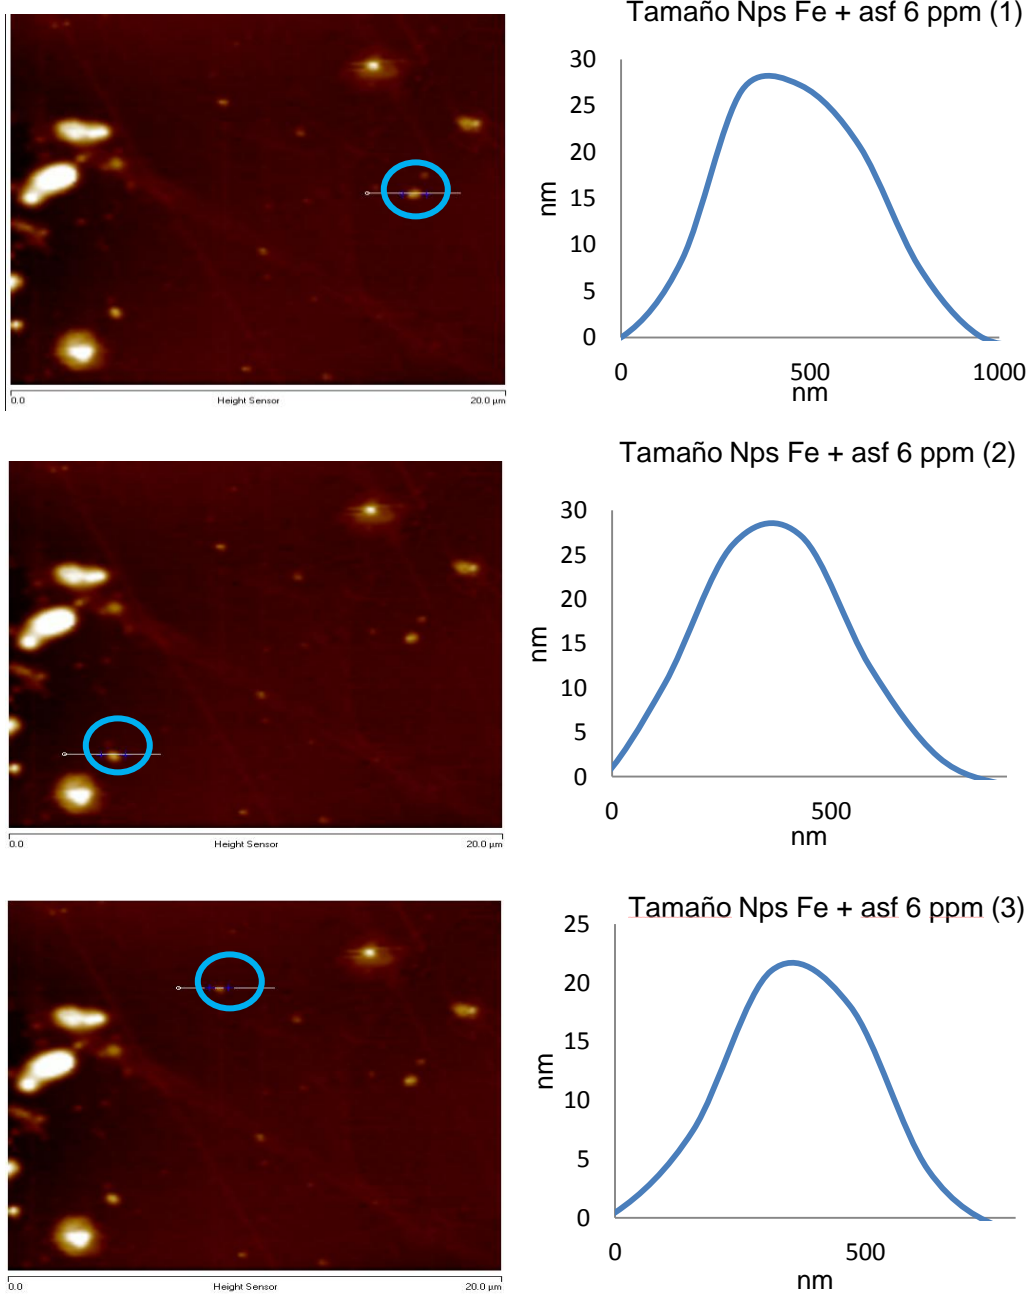 Tamaño Nps Fe + asf 6 ppm (1)
30
25
20
15
10
5
0
nm
0
500
1000
nm
0.0
Height Sensor
20.0 µm
Tamaño Nps Fe + asf 6 ppm (2)
30
25
20
15
10
5
0
nm
0
500
nm
0.0
Height Sensor
20.0 µm
Tamaño Nps Fe + asf 6 ppm (3)
25
20
15
10
5
0
nm
0
500
nm
0.0
Height Sensor
20.0 µm